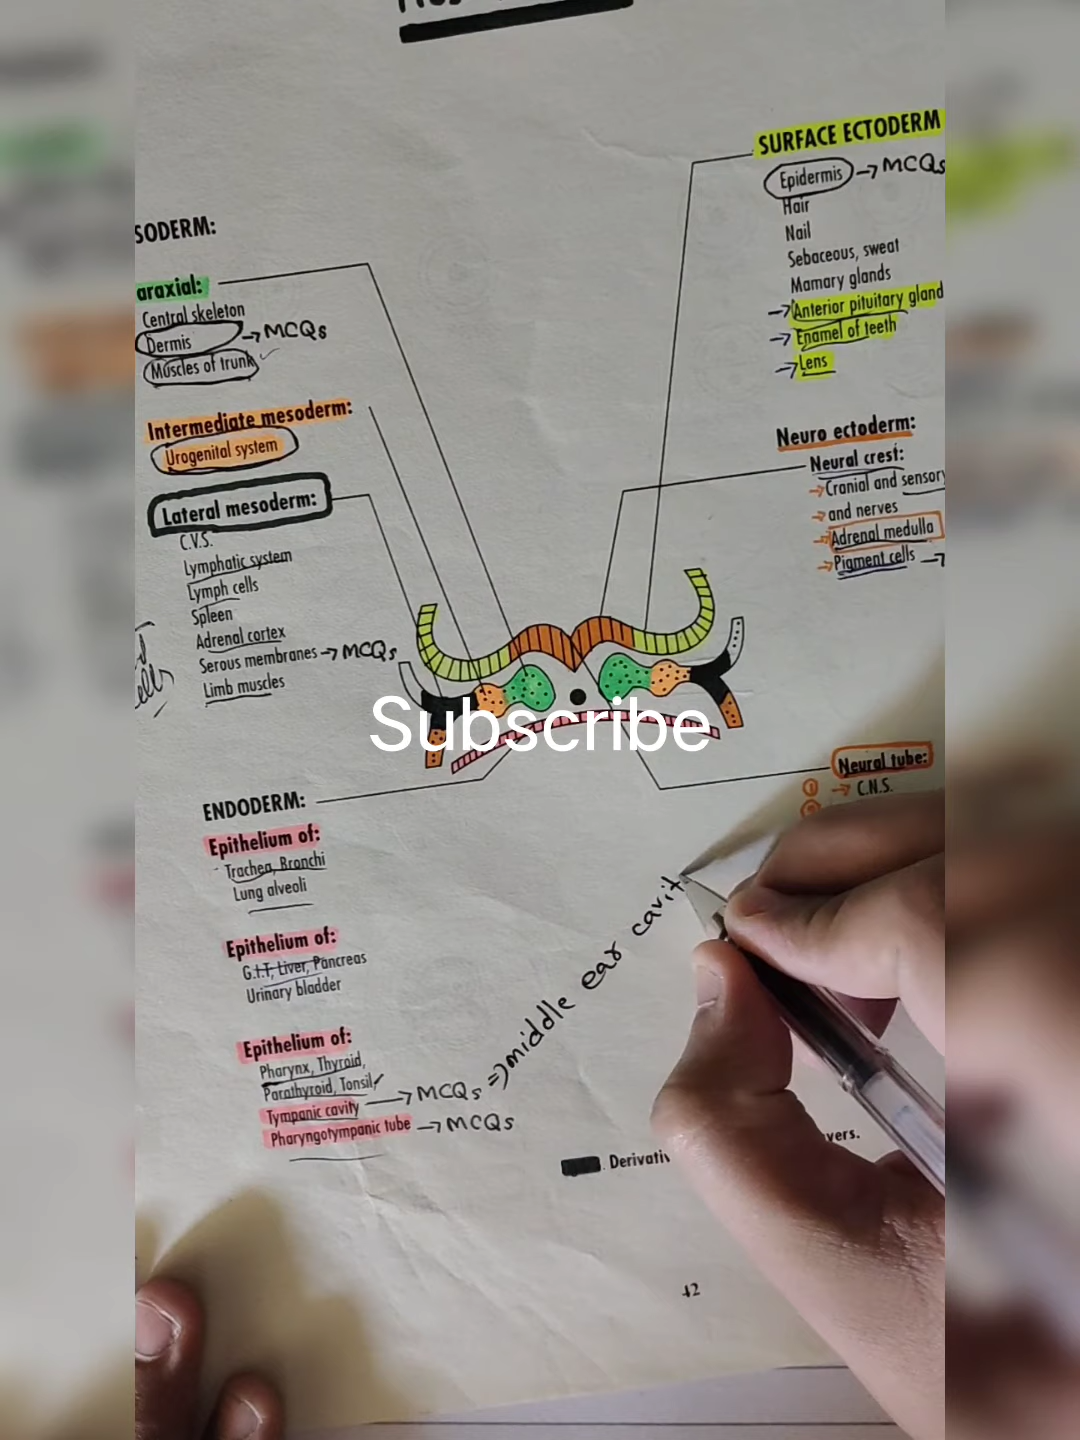 SODERM:
araxial:
Central skeleton
Dermis → MCQs
Muscles of trunk
Intermediate mesoderm:
Urogenital system
Lateral mesoderm:
C.V.S.
Lymphatic system
Lymph cells
Spleen
Adrenal cortex
Serous membranes → MCQs
Limb muscles
SURFACE ECTODERM
Epidermis → MCQs
Hair
Nail
Sebaceous, sweat
Mamary glands
→ Anterior pituitary gland
→ Enamel of teeth
→ Lens
Neuro ectoderm:
Neural crest:
→ Cranial and sensory
→ and nerves
→ Adrenal medulla
→ Pigment cells →
Subscribe
Neural tube:
① → C.N.S.
ENDODERM:
Epithelium of:
Trachea, Bronchi
Lung alveoli
Epithelium of:
G.I.T, Liver, Pancreas
Urinary bladder
Epithelium of:
Pharynx, Thyroid,
Parathyroid, Tonsil
Tympanic cavity → MCQs ⇒ middle ear cavit
Pharyngotympanic tube → MCQs
Derivativ
vers.
42